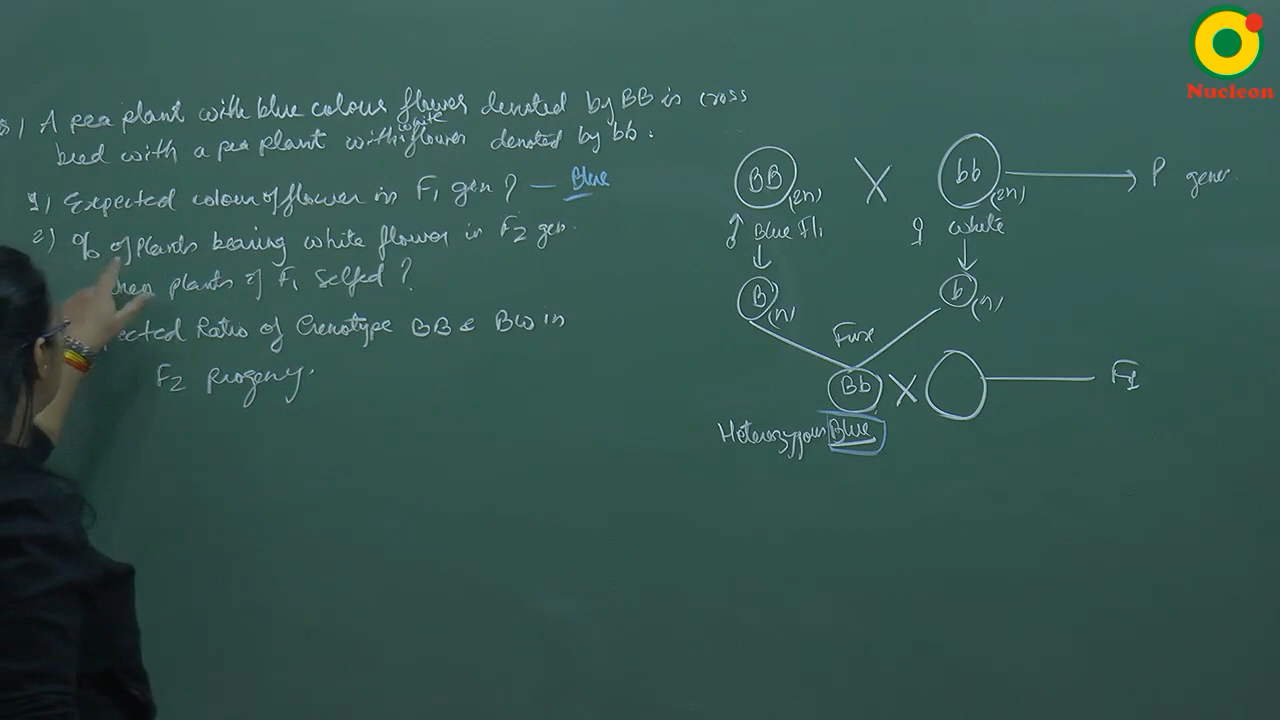 A pea plant with blue colour flower denoted by BB is cross
bred with a pea plant with white flower denoted by bb.
1) Expected colour of flower in F1 gen? - Blue
2) % of plants bearing white flower in F2 gen.
plants of F1 selfed?
Ratio of Genotype BB & BW in
F2 progeny.
BB (2n) X bb (2n) P gener.
♂ Blue Fl. ♀ white
B (n) b (n)
Fuse
Bb X F1
Heterozygous Blue
Nucleon